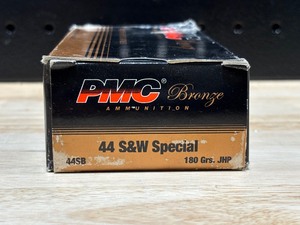 PMC Bronze
AMMUNITION
44 S&W Special
44SB 180 Grs. JHP